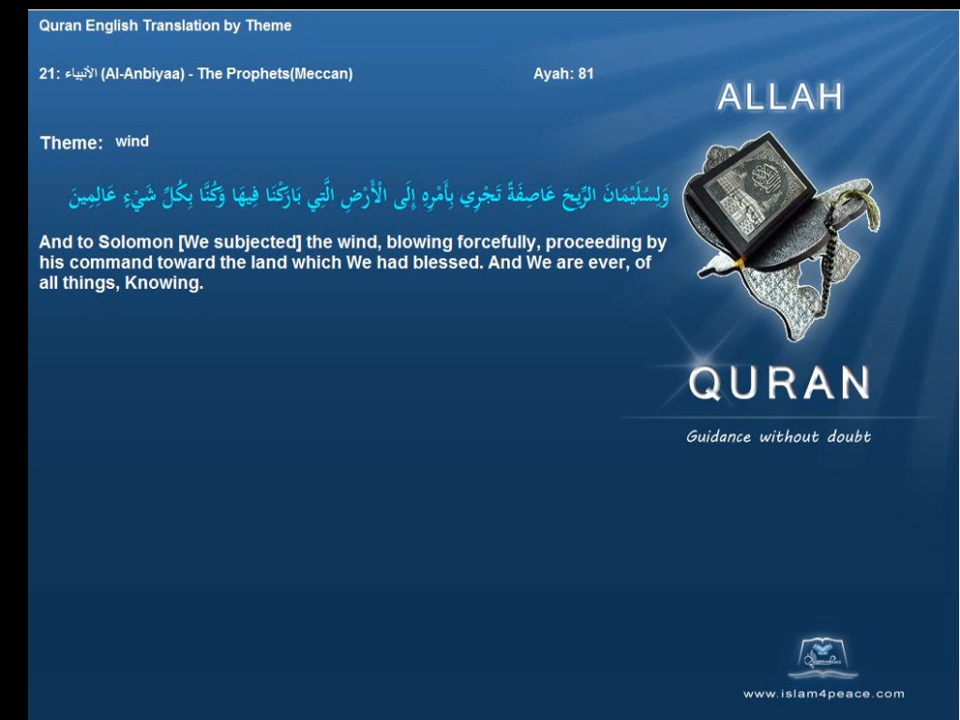 Quran English Translation by Theme
21: الأنبياء (Al-Anbiyaa) - The Prophets(Meccan) Ayah: 81
ALLAH
Theme: wind
وَلِسُلَيْمَانَ الرِّيحَ عَاصِفَةً تَجْرِي بِأَمْرِهِ إِلَى الْأَرْضِ الَّتِي بَارَكْنَا فِيهَا وَكُنَّا بِكُلِّ شَيْءٍ عَالِمِينَ
And to Solomon [We subjected] the wind, blowing forcefully, proceeding by
his command toward the land which We had blessed. And We are ever, of
all things, Knowing.
QURAN
Guidance without doubt
www.islam4peace.com